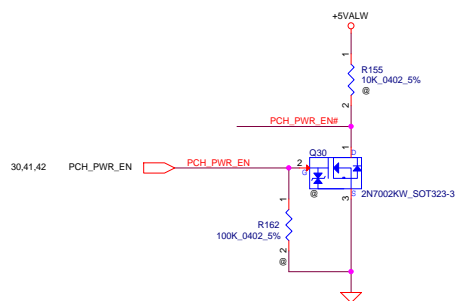 +5VALW
1
R155
10K_0402_5%
2
@
PCH_PWR_EN#
1
Q30
D
30,41,42 PCH_PWR_EN PCH_PWR_EN 2
G
@
S
3
2N7002KW_SOT323-3
1
R162
100K_0402_5%
2
@